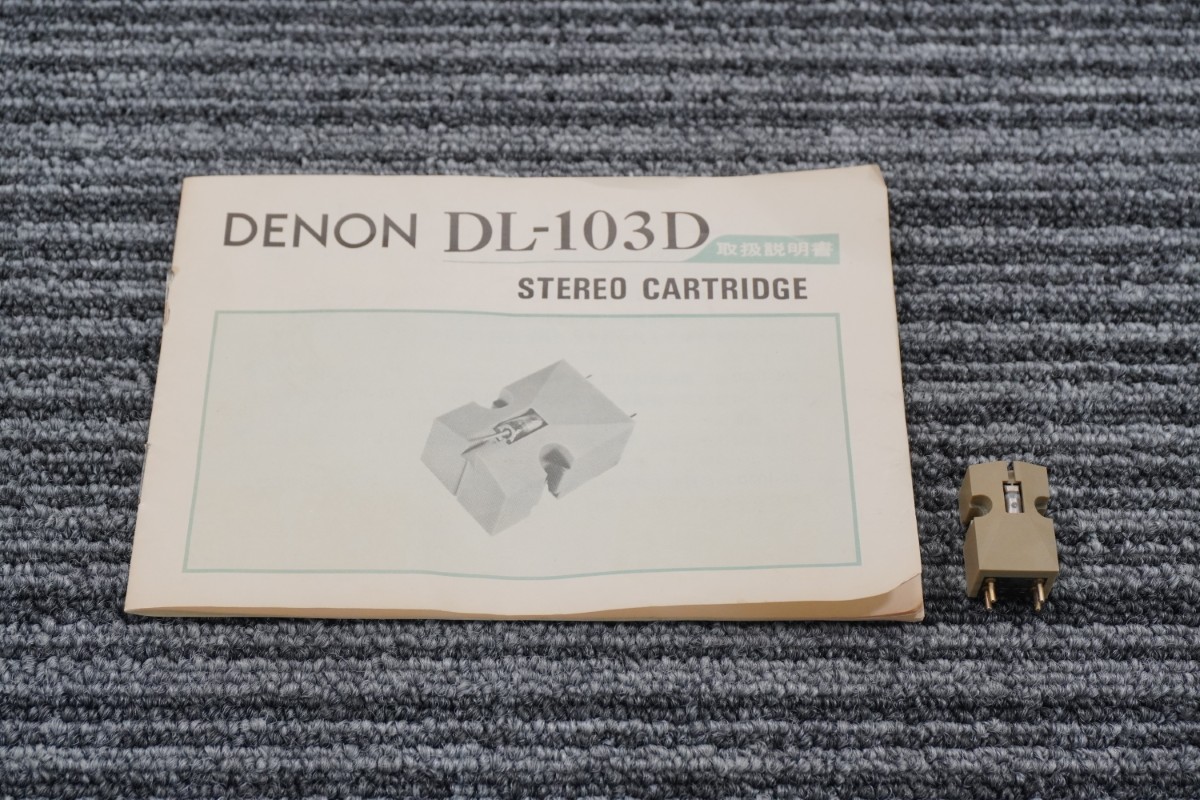 DENON DL-103D 取扱説明書
STEREO CARTRIDGE